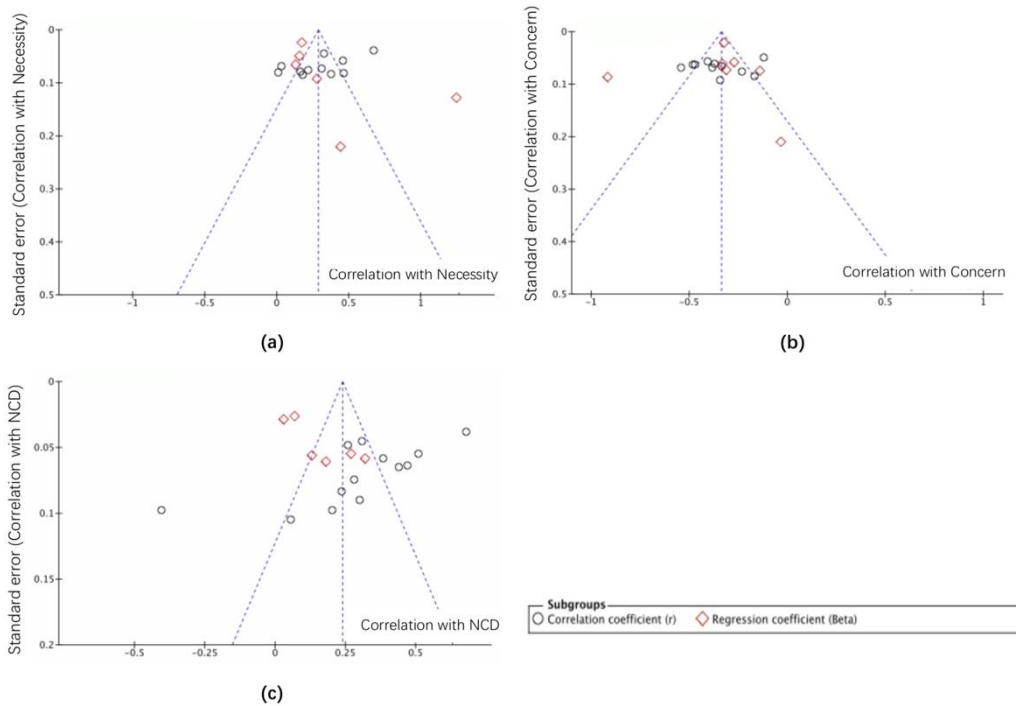 Standard error (Correlation with Necessity)
0
0.1
0.2
0.3
0.4
0.5
-1
-0.5
0
0.5
1
Correlation with Necessity
(a)
Standard error (Correlation with Concern)
0
0.1
0.2
0.3
0.4
0.5
-1
-0.5
0
0.5
1
Correlation with Concern
(b)
Standard error (Correlation with NCD)
0
0.05
0.1
0.15
0.2
-0.5
-0.25
0
0.25
0.5
Correlation with NCD
(c)
Subgroups
Correlation coefficient (r) Regression coefficient (Beta)